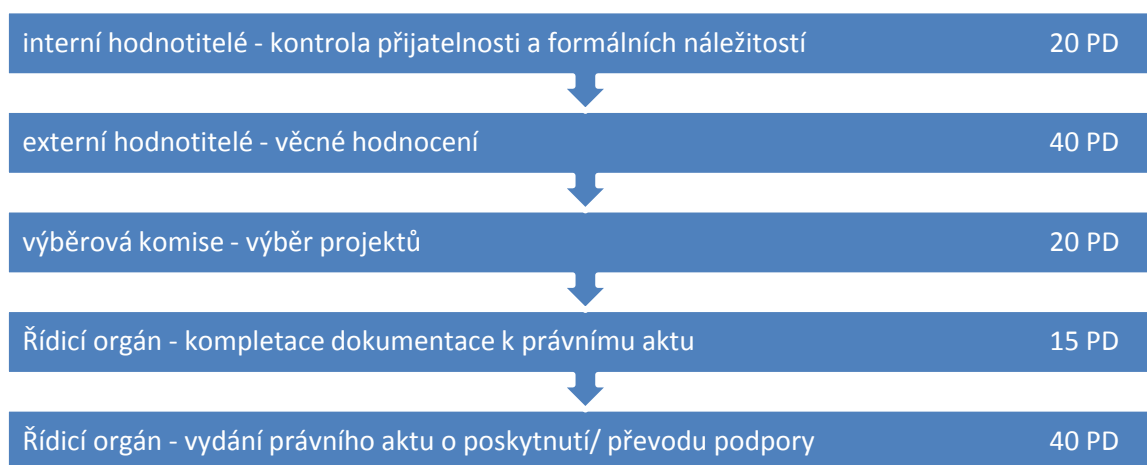 interní hodnotitelé - kontrola přijatelnosti a formálních náležitostí 20 PD
externí hodnotitelé - věcné hodnocení 40 PD
výběrová komise - výběr projektů 20 PD
Řídicí orgán - kompletace dokumentace k právnímu aktu 15 PD
Řídicí orgán - vydání právního aktu o poskytnutí/ převodu podpory 40 PD